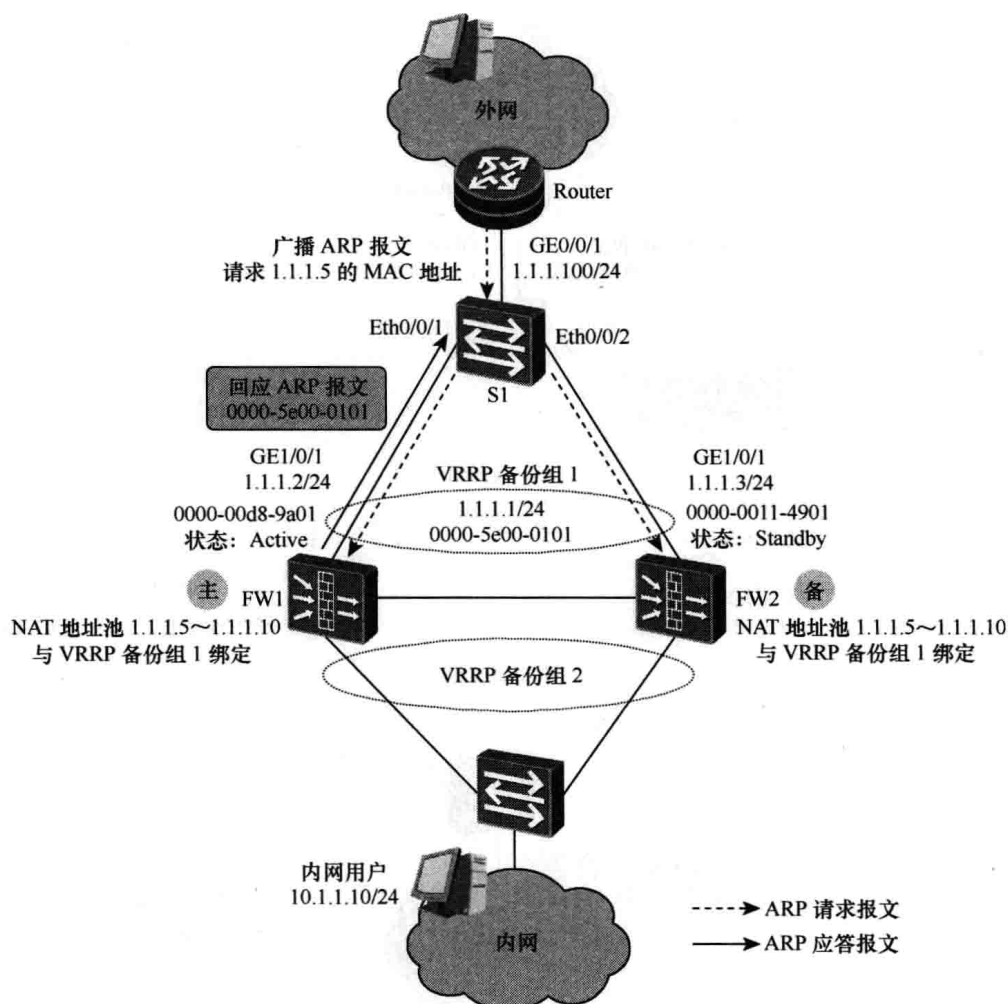 外网
Router
广播 ARP 报文
请求 1.1.1.5 的 MAC 地址
GE0/0/1
1.1.1.100/24
Eth0/0/1
Eth0/0/2
S1
回应 ARP 报文
0000-5e00-0101
GE1/0/1
1.1.1.2/24
0000-00d8-9a01
状态：Active
VRRP 备份组 1
1.1.1.1/24
0000-5e00-0101
GE1/0/1
1.1.1.3/24
0000-0011-4901
状态：Standby
主
FW1
NAT 地址池 1.1.1.5～1.1.1.10
与 VRRP 备份组 1 绑定
FW2
备
NAT 地址池 1.1.1.5～1.1.1.10
与 VRRP 备份组 1 绑定
VRRP 备份组 2
内网用户
10.1.1.10/24
内网
ARP 请求报文
ARP 应答报文